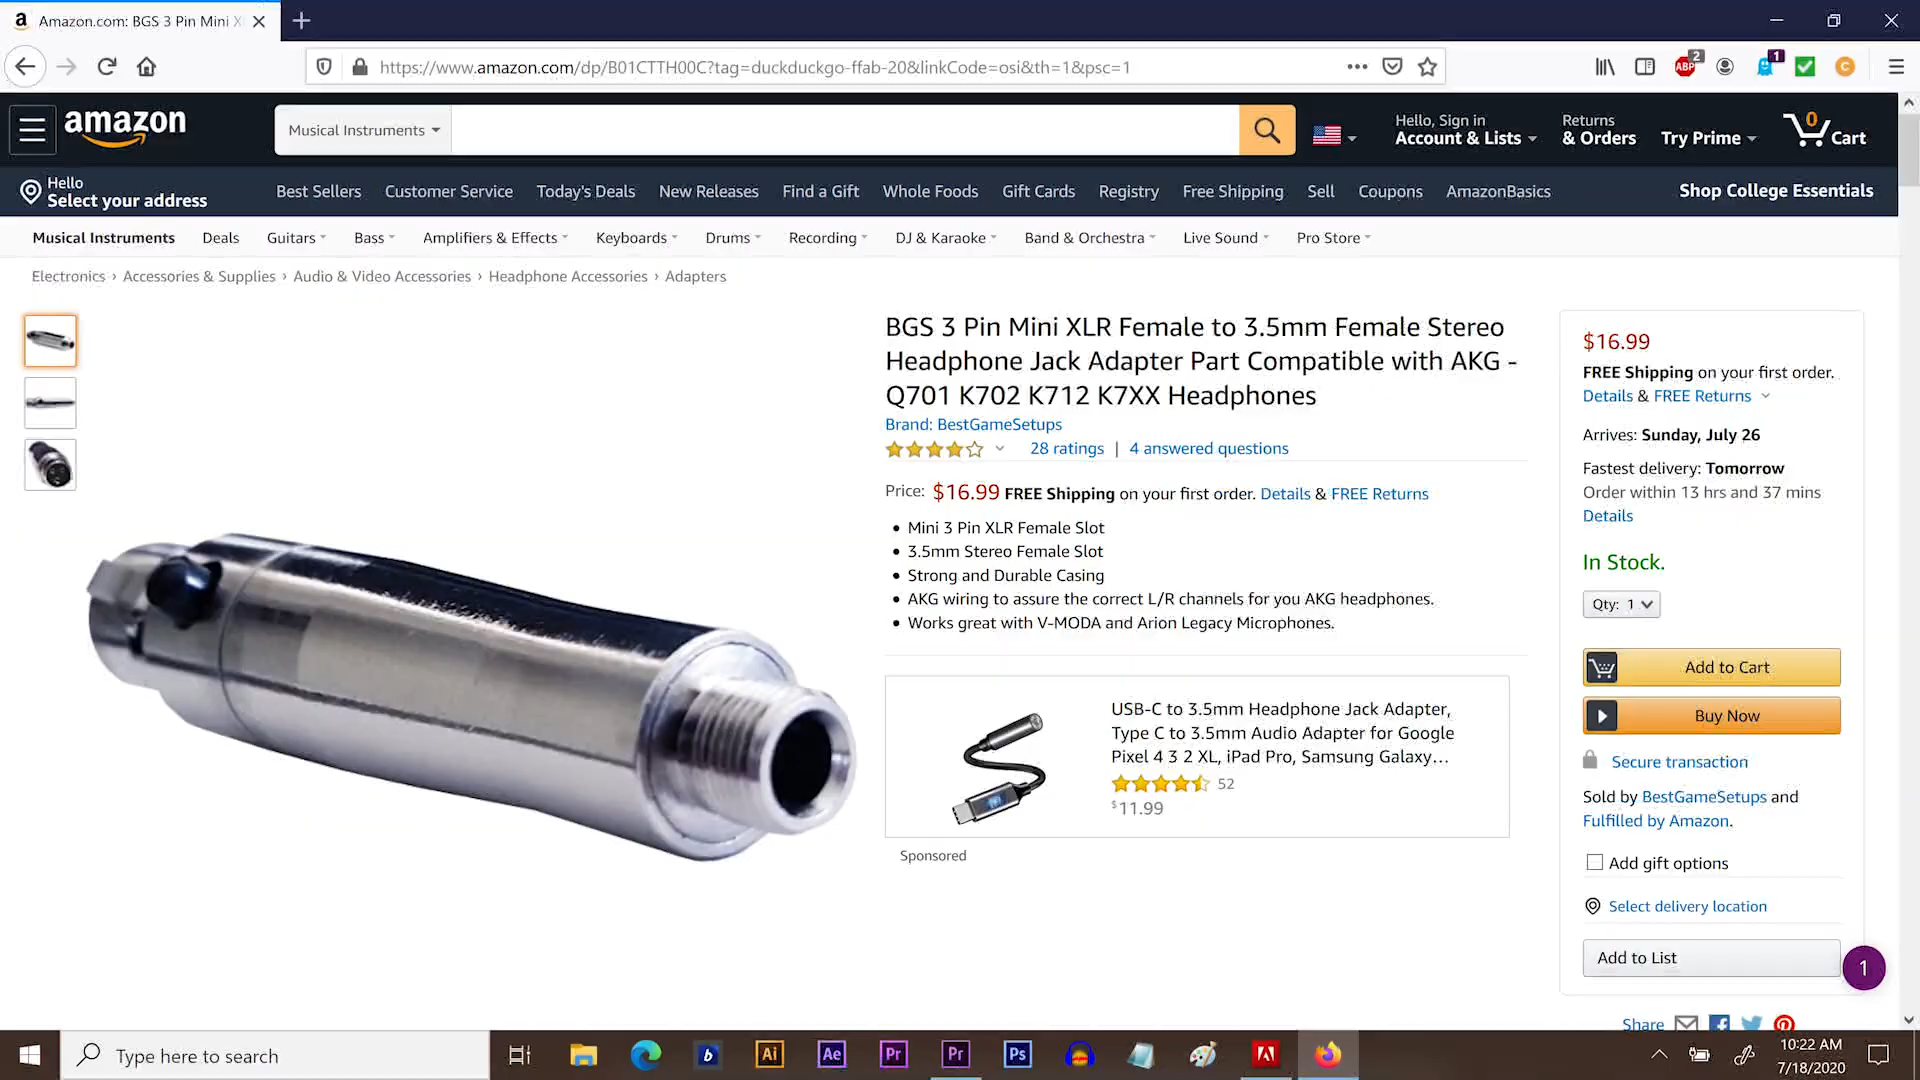 Amazon.com: BGS 3 Pin Mini X
https://www.amazon.com/dp/B01CTTH00C?tag=duckduckgo-ffab-20&linkCode=osi&th=1&psc=1
ABP
2
1
C
amazon
Musical Instruments
Hello, Sign in
Account & Lists
Returns
& Orders
Try Prime
0
Cart
Hello
Select your address
Best Sellers Customer Service Today's Deals New Releases Find a Gift Whole Foods Gift Cards Registry Free Shipping Sell Coupons AmazonBasics
Shop College Essentials
Musical Instruments Deals Guitars Bass Amplifiers & Effects Keyboards Drums Recording DJ & Karaoke Band & Orchestra Live Sound Pro Store
Electronics › Accessories & Supplies › Audio & Video Accessories › Headphone Accessories › Adapters
BGS 3 Pin Mini XLR Female to 3.5mm Female Stereo
Headphone Jack Adapter Part Compatible with AKG -
Q701 K702 K712 K7XX Headphones
Brand: BestGameSetups
28 ratings | 4 answered questions
Price: $16.99 FREE Shipping on your first order. Details & FREE Returns
• Mini 3 Pin XLR Female Slot
• 3.5mm Stereo Female Slot
• Strong and Durable Casing
• AKG wiring to assure the correct L/R channels for you AKG headphones.
• Works great with V-MODA and Arion Legacy Microphones.
USB-C to 3.5mm Headphone Jack Adapter,
Type C to 3.5mm Audio Adapter for Google
Pixel 4 3 2 XL, iPad Pro, Samsung Galaxy…
52
$11.99
Sponsored
$16.99
FREE Shipping on your first order.
Details & FREE Returns
Arrives: Sunday, July 26
Fastest delivery: Tomorrow
Order within 13 hrs and 37 mins
Details
In Stock.
Qty: 1
Add to Cart
Buy Now
Secure transaction
Sold by BestGameSetups and
Fulfilled by Amazon.
Add gift options
Select delivery location
Add to List
1
Share
Type here to search
b
Ai
Ae
Pr
Pr
Ps
10:22 AM
7/18/2020